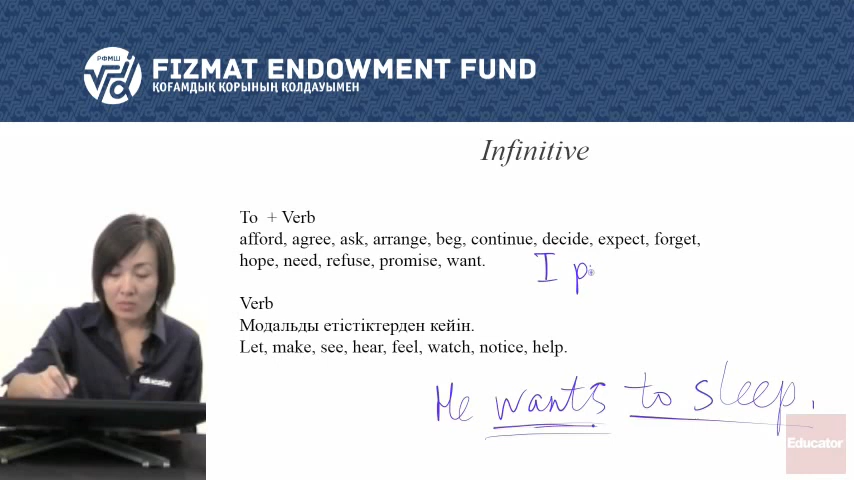 РФМШ
FIZMAT ENDOWMENT FUND
ҚОҒАМДЫҚ ҚОРЫНЫҢ ҚОЛДАУЫМЕН
Infinitive
To + Verb
afford, agree, ask, arrange, beg, continue, decide, expect, forget,
hope, need, refuse, promise, want.
I p
Verb
Модальды етістіктерден кейін.
Let, make, see, hear, feel, watch, notice, help.
He wants to sleep.
Educator
Educator